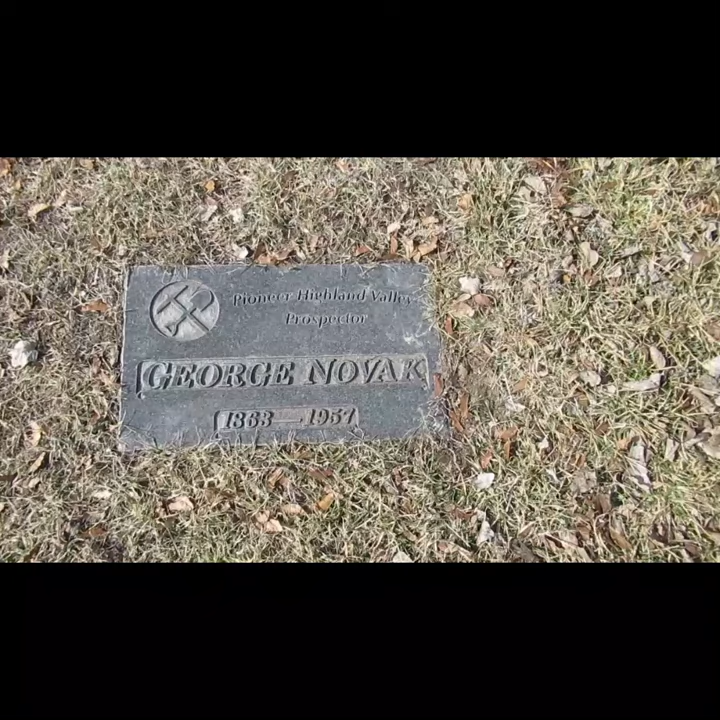 Pioneer Highland Valley
Prospector
GEORGE NOVAK
1863 — 1957